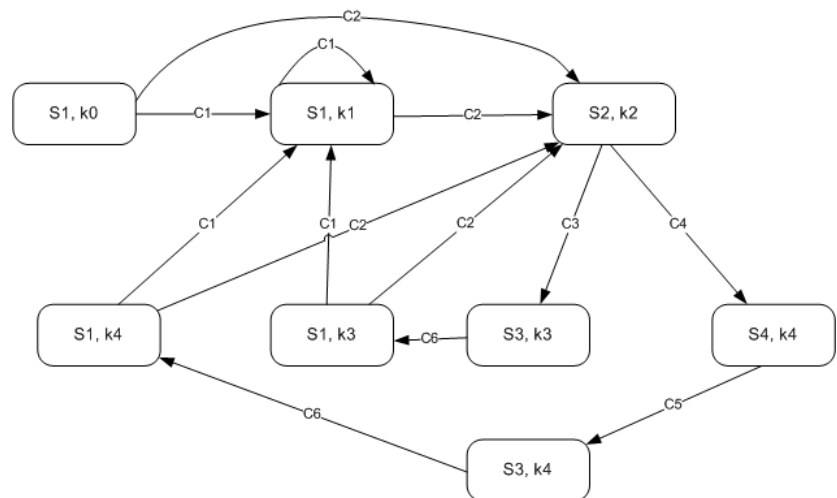 C2
C1
S1, k0
C1
S1, k1
C2
S2, k2
C1
C1
C2
C2
C3
C4
S1, k4
S1, k3
C6
S3, k3
S4, k4
C6
C5
S3, k4